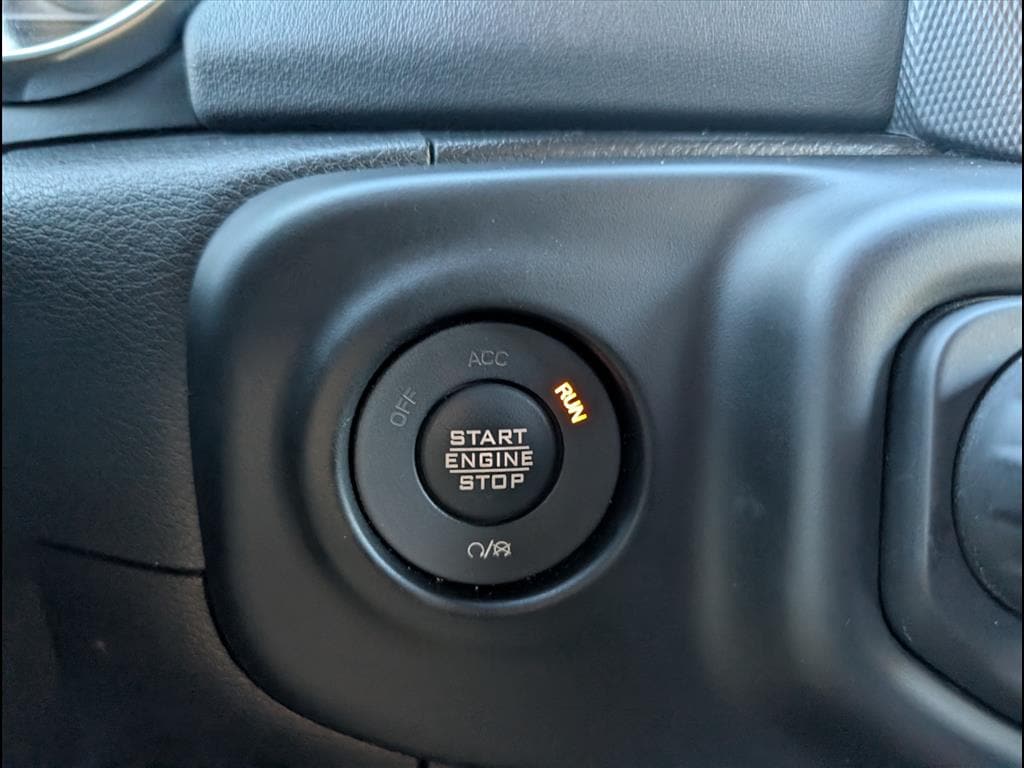 ACC
OFF
RUN
START
ENGINE
STOP